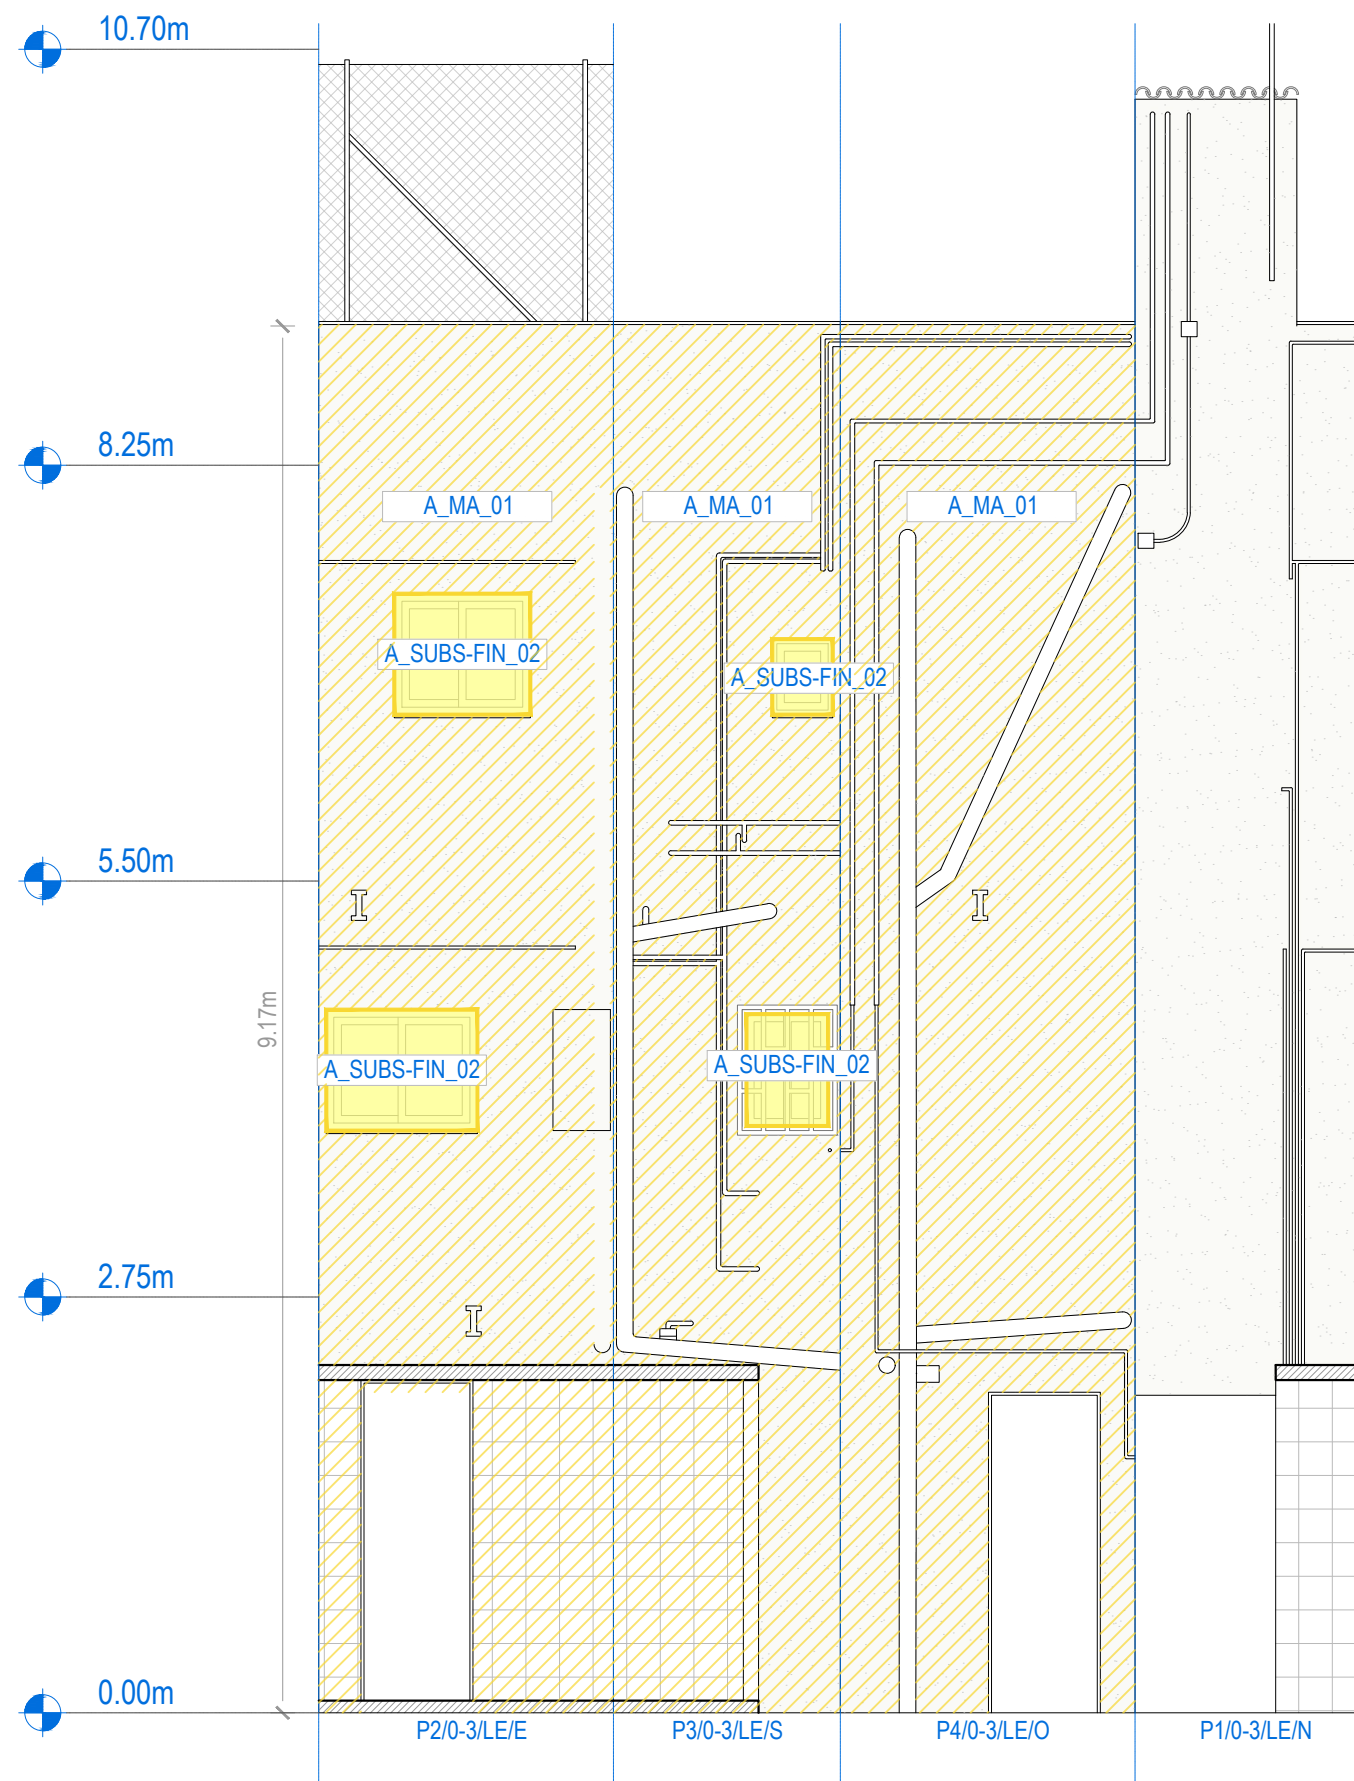 10.70m
8.25m
A_MA_01
A_MA_01
A_MA_01
A_SUBS-FIN_02
A_SUBS-FIN_02
5.50m
9.17m
A_SUBS-FIN_02
A_SUBS-FIN_02
2.75m
0.00m
P2/0-3/LE/E
P3/0-3/LE/S
P4/0-3/LE/O
P1/0-3/LE/N